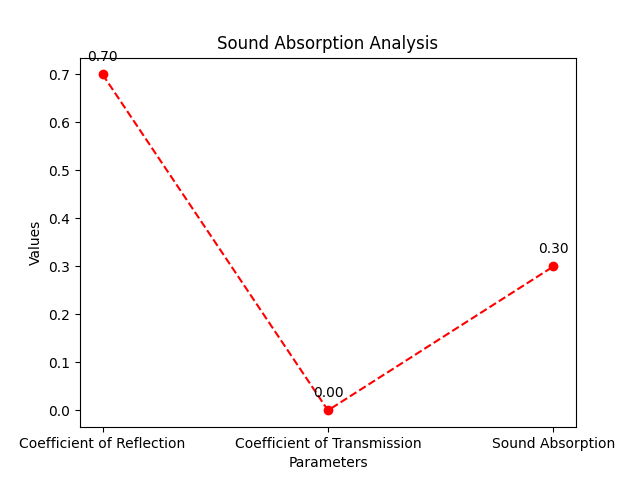 Sound Absorption Analysis
0.70
0.00
0.30
0.7
0.6
0.5
0.4
0.3
0.2
0.1
0.0
Values
Coefficient of Reflection
Coefficient of Transmission
Sound Absorption
Parameters